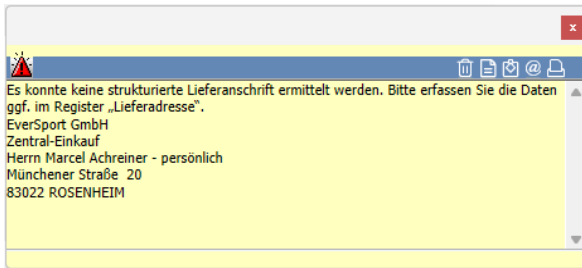 x
@
Es konnte keine strukturierte Lieferanschrift ermittelt werden. Bitte erfassen Sie die Daten
ggf. im Register „Lieferadresse“.
EverSport GmbH
Zentral-Einkauf
Herrn Marcel Achreiner - persönlich
Münchener Straße  20
83022 ROSENHEIM